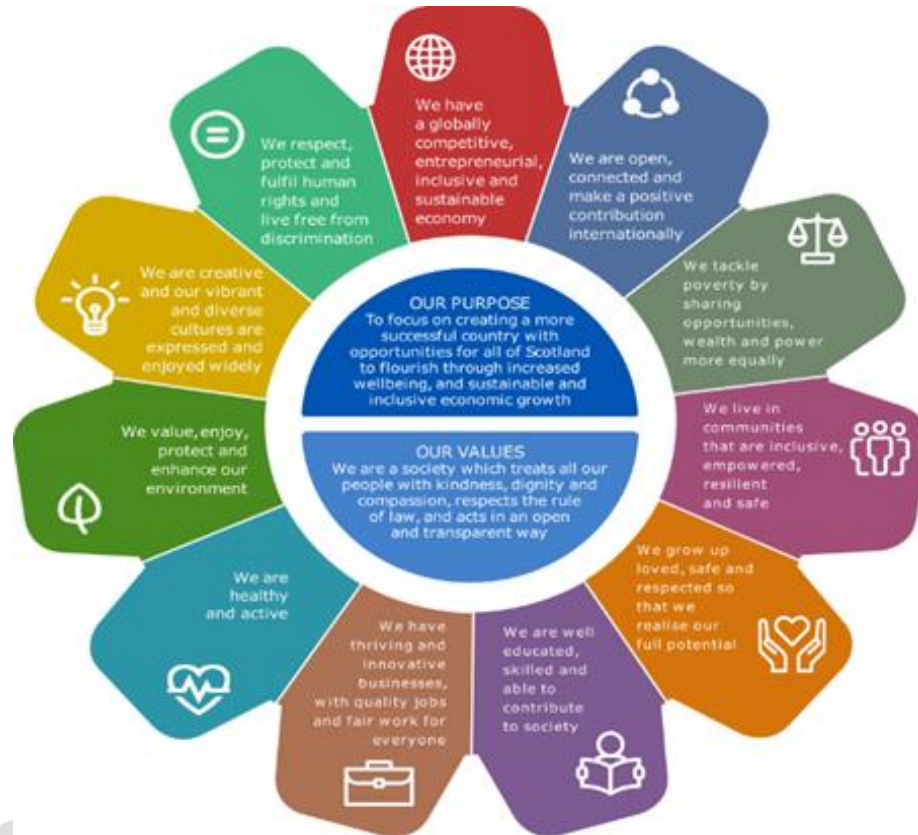 We have
a globally
competitive,
entrepreneurial,
inclusive and
sustainable
economy
We are open,
connected and
make a positive
contribution
internationally
We tackle
poverty by
sharing
opportunities,
wealth and power
more equally
We live in
communities
that are inclusive,
empowered,
resilient
and safe
We grow up
loved, safe and
respected so
that we
realise our
full potential
We are well
educated,
skilled and
able to
contribute
to society
We have
thriving and
innovative
businesses,
with quality jobs
and fair work for
everyone
We are
healthy
and active
We value, enjoy,
protect and
enhance our
environment
We are creative
and our vibrant
and diverse
cultures are
expressed and
enjoyed widely
We respect,
protect and
fulfil human
rights and
live free from
discrimination
OUR PURPOSE
To focus on creating a more
successful country with
opportunities for all of Scotland
to flourish through increased
wellbeing, and sustainable and
inclusive economic growth
OUR VALUES
We are a society which treats all our
people with kindness, dignity and
compassion, respects the rule
of law, and acts in an open
and transparent way